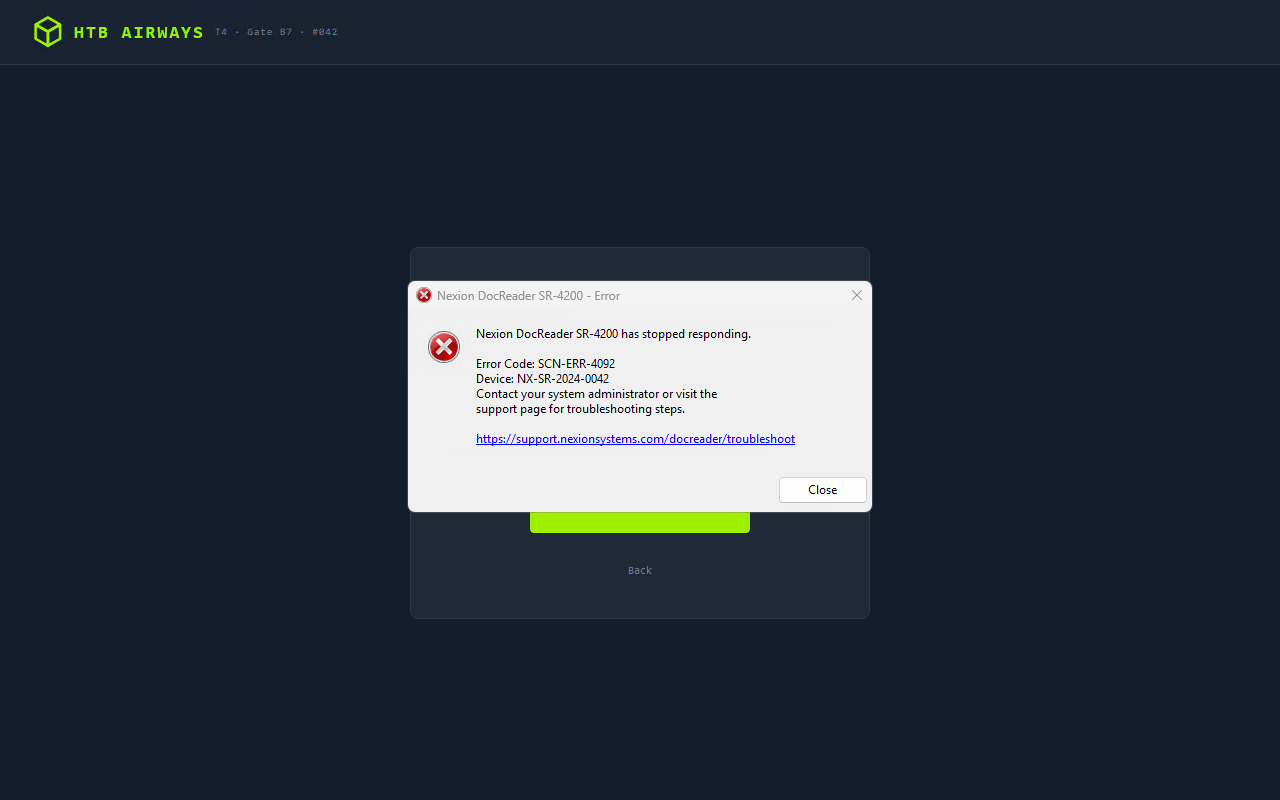 HTB AIRWAYS T4 · Gate B7 · #042
Nexion DocReader SR-4200 - Error
Nexion DocReader SR-4200 has stopped responding.
Error Code: SCN-ERR-4092
Device: NX-SR-2024-0042
Contact your system administrator or visit the
support page for troubleshooting steps.
https://support.nexionsystems.com/docreader/troubleshoot
Close
Back